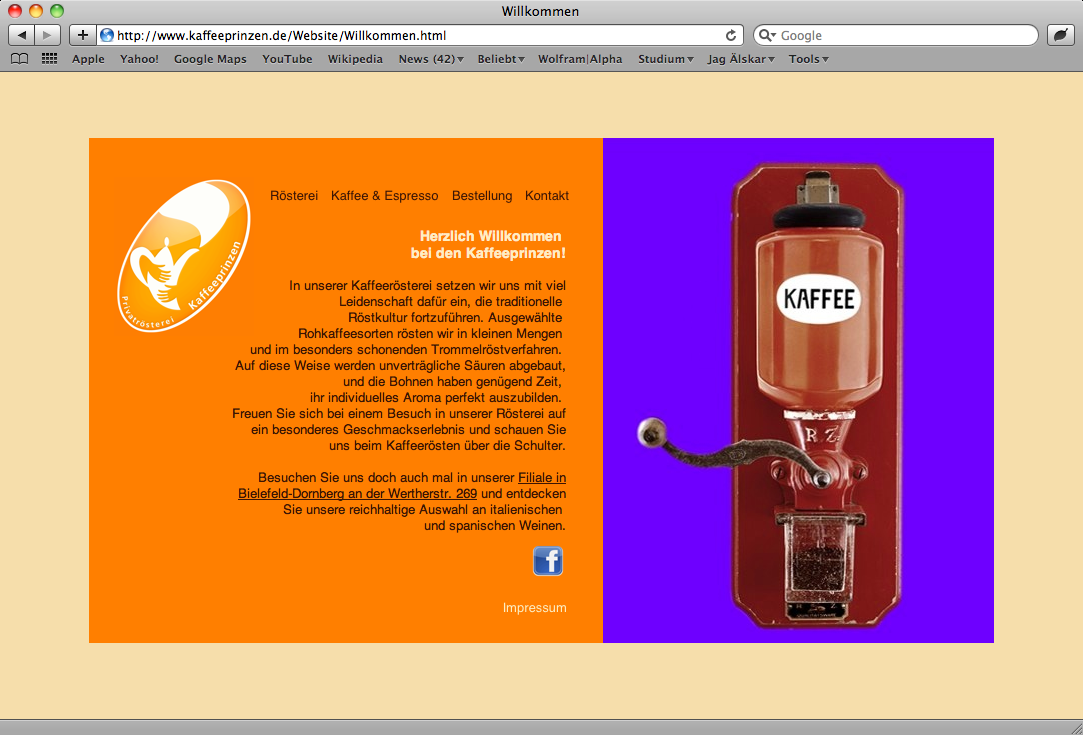 Willkommen
http://www.kaffeeprinzen.de/Website/Willkommen.html
Google
Apple Yahoo! Google Maps YouTube Wikipedia News (42) Beliebt Wolfram|Alpha Studium Jag Älskar Tools
Rösterei Kaffee & Espresso Bestellung Kontakt
Privatrösterei Kaffeeprinzen
Herzlich Willkommen
bei den Kaffeeprinzen!
In unserer Kaffeerösterei setzen wir uns mit viel
Leidenschaft dafür ein, die traditionelle
Röstkultur fortzuführen. Ausgewählte
Rohkaffeesorten rösten wir in kleinen Mengen
und im besonders schonenden Trommelröstverfahren.
Auf diese Weise werden unverträgliche Säuren abgebaut,
und die Bohnen haben genügend Zeit,
ihr individuelles Aroma perfekt auszubilden.
Freuen Sie sich bei einem Besuch in unserer Rösterei auf
ein besonderes Geschmackserlebnis und schauen Sie
uns beim Kaffeerösten über die Schulter.
Besuchen Sie uns doch auch mal in unserer Filiale in
Bielefeld-Dornberg an der Wertherstr. 269 und entdecken
Sie unsere reichhaltige Auswahl an italienischen
und spanischen Weinen.
f
Impressum
KAFFEE
R Z